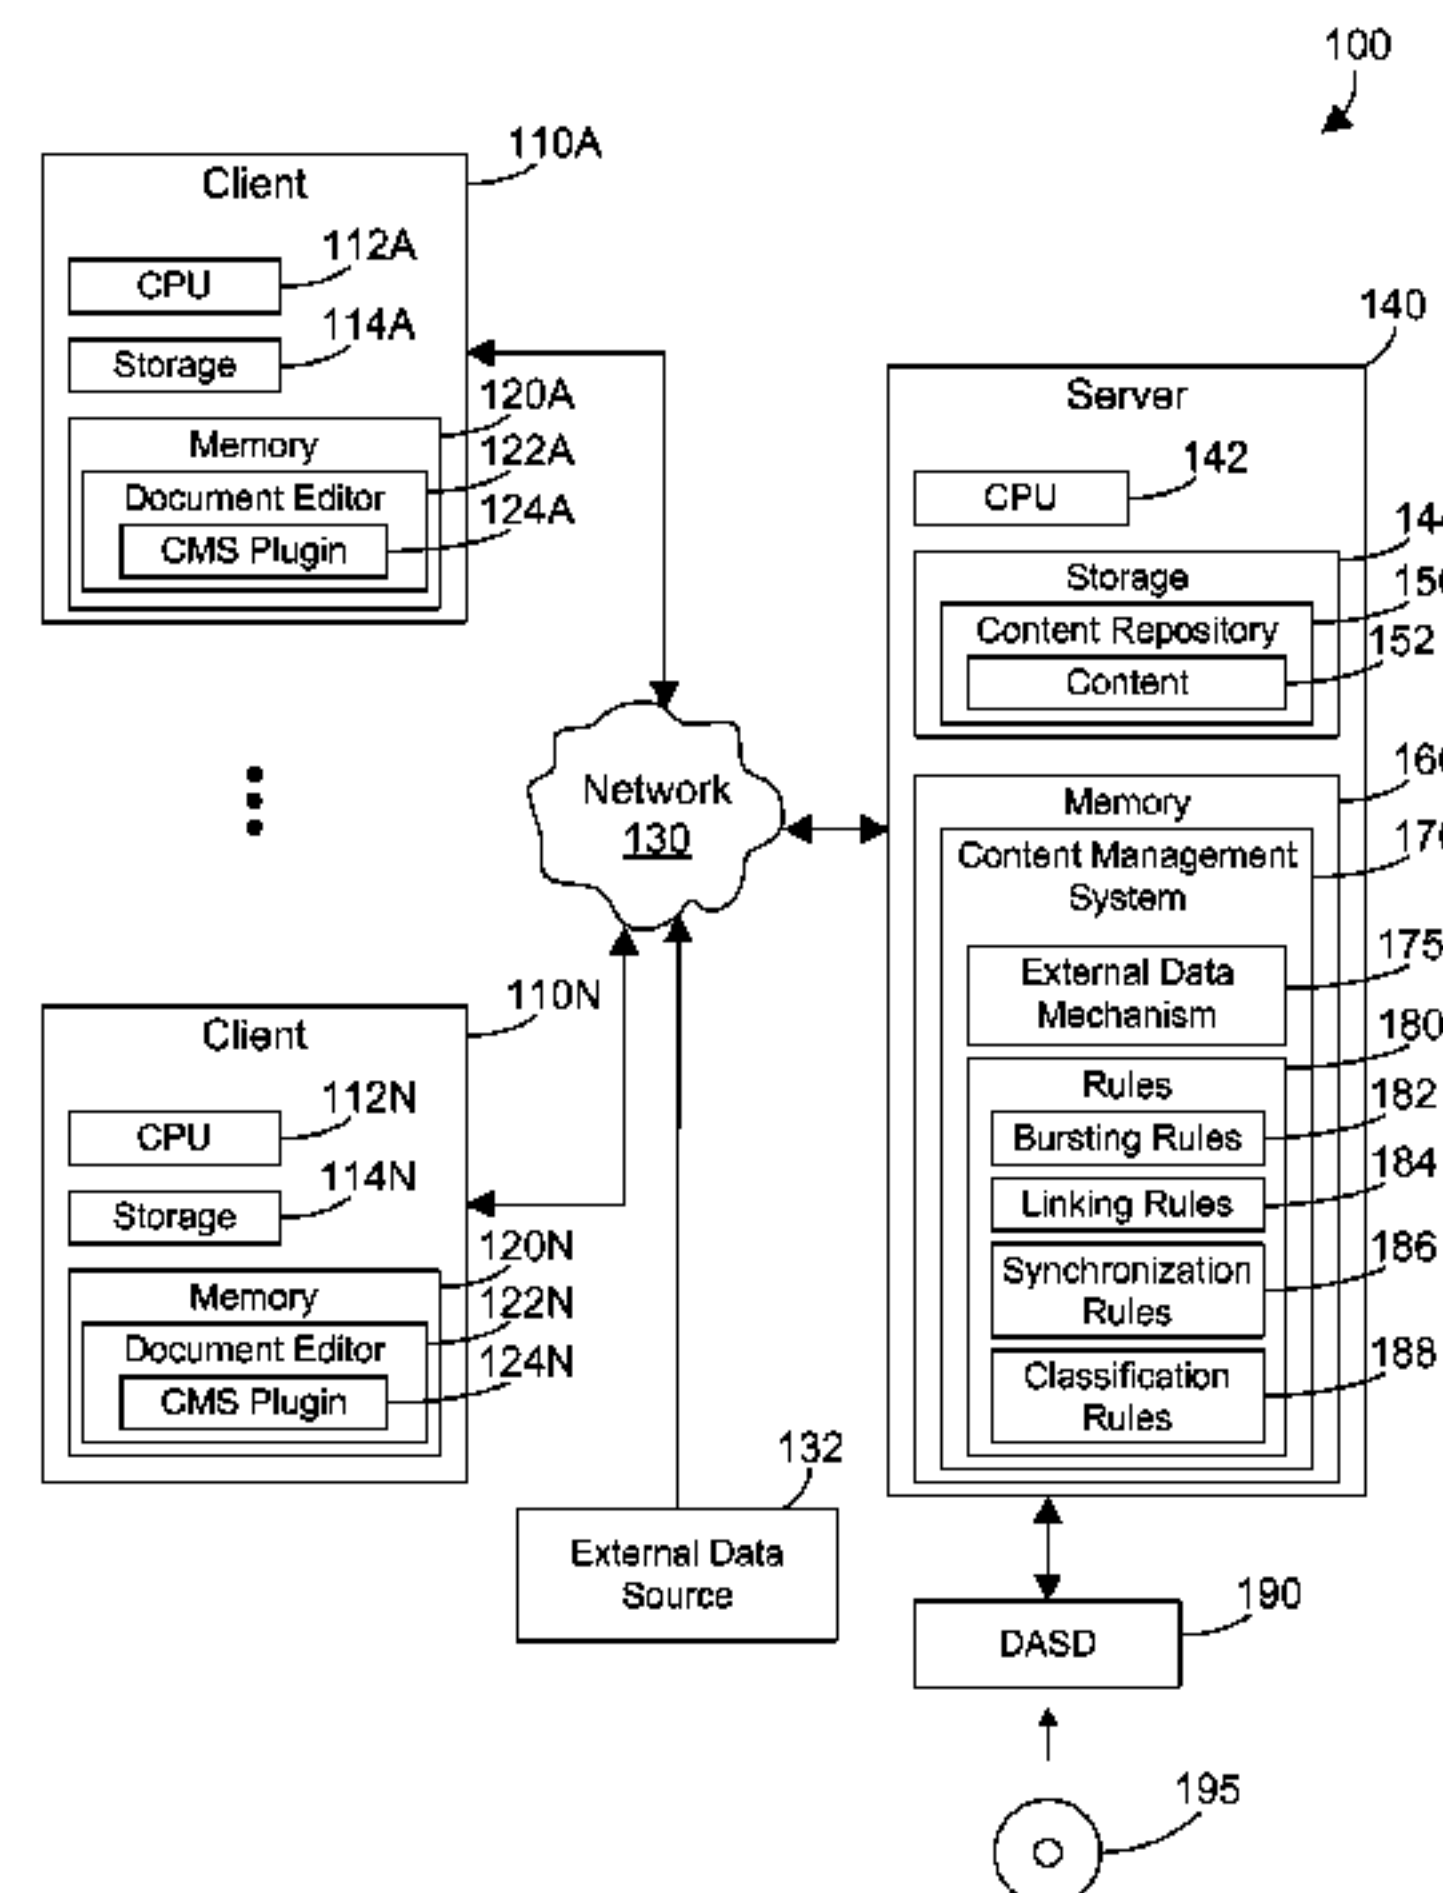 100
110A
Client
112A
CPU
114A
Storage
120A
Memory
122A
Document Editor
124A
CMS Plugin
Network
130
110N
Client
112N
CPU
114N
Storage
120N
Memory
122N
Document Editor
124N
CMS Plugin
132
External Data
Source
140
Server
142
CPU
Storage
Content Repository
152
Content
Memory
Content Management
System
175
External Data
Mechanism
180
Rules
182
Bursting Rules
184
Linking Rules
186
Synchronization
Rules
188
Classification
Rules
190
DASD
195